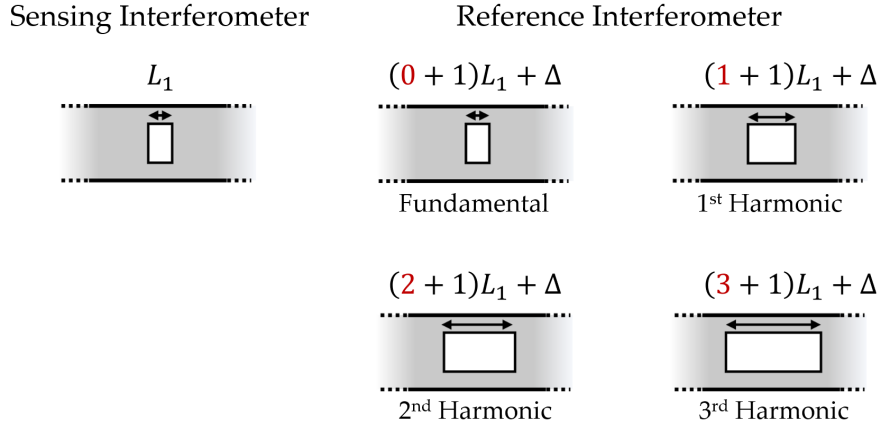 Sensing Interferometer
Reference Interferometer
L₁
(0 + 1)L₁ + Δ
(1 + 1)L₁ + Δ
Fundamental
1ˢᵗ Harmonic
(2 + 1)L₁ + Δ
(3 + 1)L₁ + Δ
2ⁿᵈ Harmonic
3ʳᵈ Harmonic